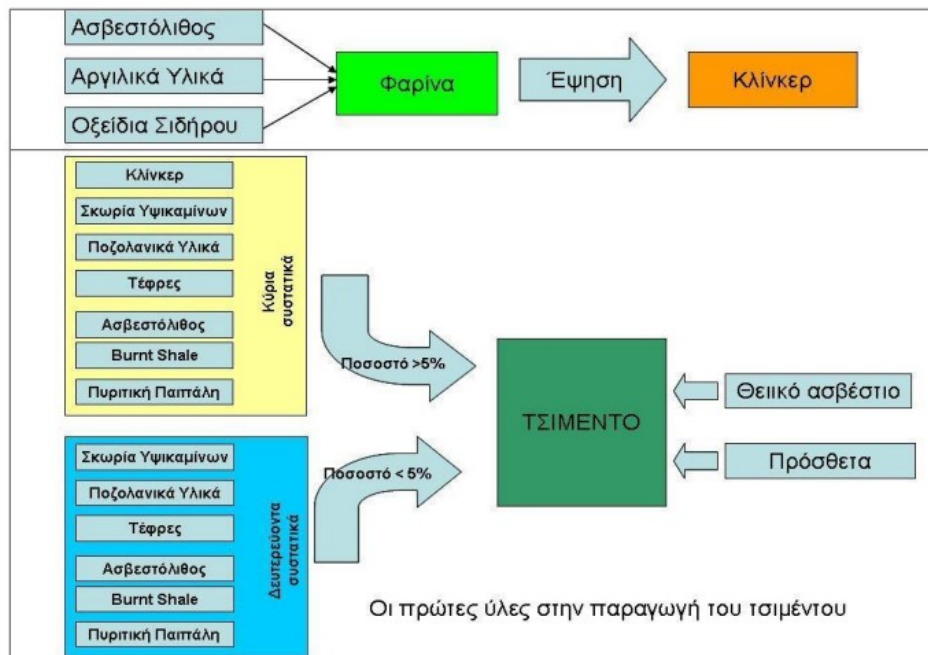 Ασβεστόλιθος
Αργιλικά Υλικά
Οξείδια Σιδήρου
Φαρίνα
Έψηση
Κλίνκερ
Κλίνκερ
Σκωρία Υψικαμίνων
Ποζολανικά Υλικά
Τέφρες
Ασβεστόλιθος
Burnt Shale
Πυριτική Παιπάλη
Κύρια
συστατικά
Ποσοστό >5%
Σκωρία Υψικαμίνων
Ποζολανικά Υλικά
Τέφρες
Ασβεστόλιθος
Burnt Shale
Πυριτική Παιπάλη
Δευτερεύοντα
συστατικά
Ποσοστό < 5%
ΤΣΙΜΕΝΤΟ
Θειικό ασβέστιο
Πρόσθετα
Οι πρώτες ύλες στην παραγωγή του τσιμέντου